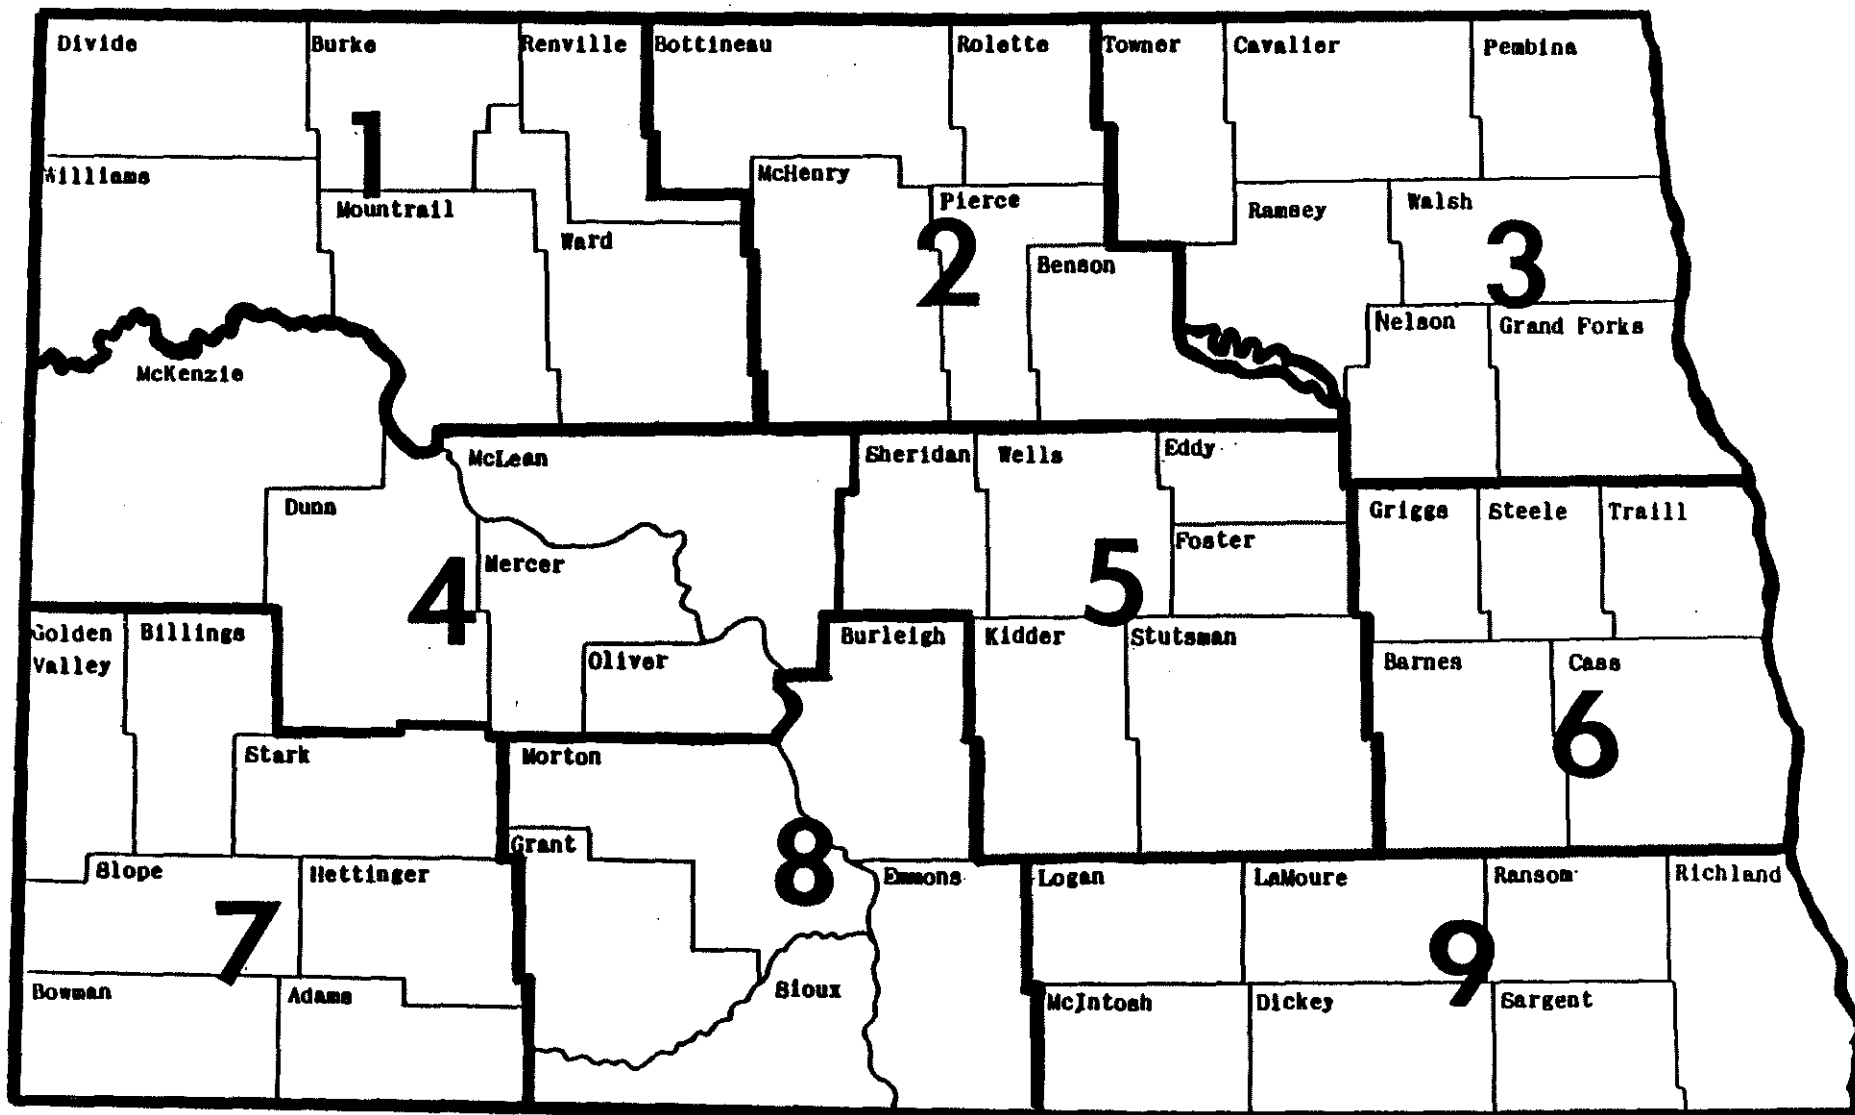 Divide Burke Renville Bottineau Rolette Towner Cavalier Pembina
1
Williams Mountrail Ward McHenry Pierce Ramsey Walsh
2 Benson 3
McKenzie Nelson Grand Forks
McLean Sheridan Wells Eddy
Dunn Griggs Steele Traill
4 Mercer 5 Foster
Golden Valley Billings Oliver Burleigh Kidder Stutsman Barnes Cass
6
Stark Morton
8
Slope Hettinger Grant Emmons Logan LaMoure Ransom Richland
7 9
Bowman Adams Sioux McIntosh Dickey Sargent